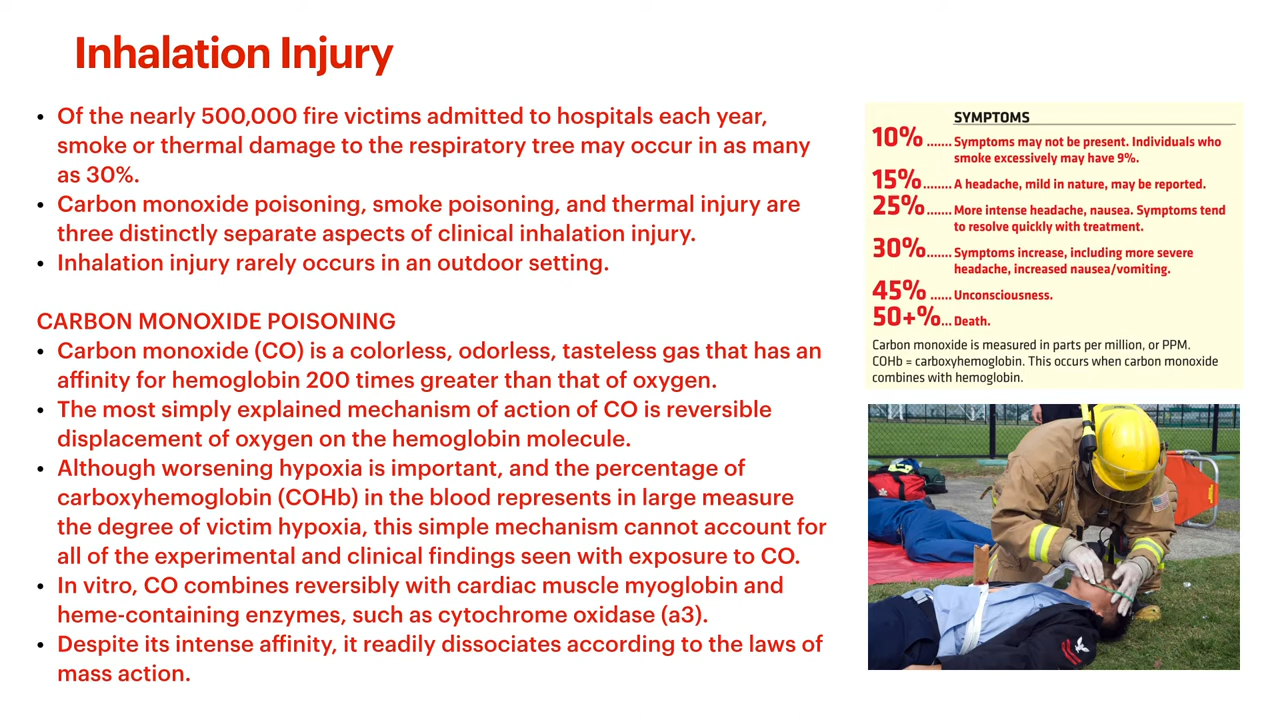 Inhalation Injury
• Of the nearly 500,000 fire victims admitted to hospitals each year,
smoke or thermal damage to the respiratory tree may occur in as many
as 30%.
• Carbon monoxide poisoning, smoke poisoning, and thermal injury are
three distinctly separate aspects of clinical inhalation injury.
• Inhalation injury rarely occurs in an outdoor setting.
CARBON MONOXIDE POISONING
• Carbon monoxide (CO) is a colorless, odorless, tasteless gas that has an
affinity for hemoglobin 200 times greater than that of oxygen.
• The most simply explained mechanism of action of CO is reversible
displacement of oxygen on the hemoglobin molecule.
• Although worsening hypoxia is important, and the percentage of
carboxyhemoglobin (COHb) in the blood represents in large measure
the degree of victim hypoxia, this simple mechanism cannot account for
all of the experimental and clinical findings seen with exposure to CO.
• In vitro, CO combines reversibly with cardiac muscle myoglobin and
heme-containing enzymes, such as cytochrome oxidase (a3).
• Despite its intense affinity, it readily dissociates according to the laws of
mass action.
SYMPTOMS
10% ....... Symptoms may not be present. Individuals who
smoke excessively may have 9%.
15%........ A headache, mild in nature, may be reported.
25%....... More intense headache, nausea. Symptoms tend
to resolve quickly with treatment.
30%....... Symptoms increase, including more severe
headache, increased nausea/vomiting.
45% ...... Unconsciousness.
50+%... Death.
Carbon monoxide is measured in parts per million, or PPM.
COHb = carboxyhemoglobin. This occurs when carbon monoxide
combines with hemoglobin.